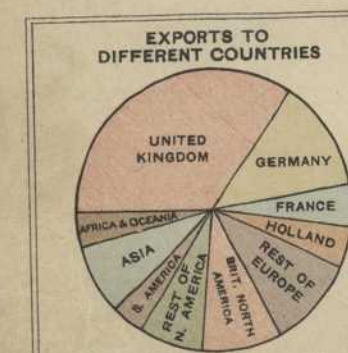 EXPORTS TO
DIFFERENT COUNTRIES
UNITED
KINGDOM
GERMANY
FRANCE
HOLLAND
REST OF
EUROPE
BRIT. NORTH
AMERICA
REST OF
N. AMERICA
S. AMERICA
ASIA
AFRICA & OCEANIA